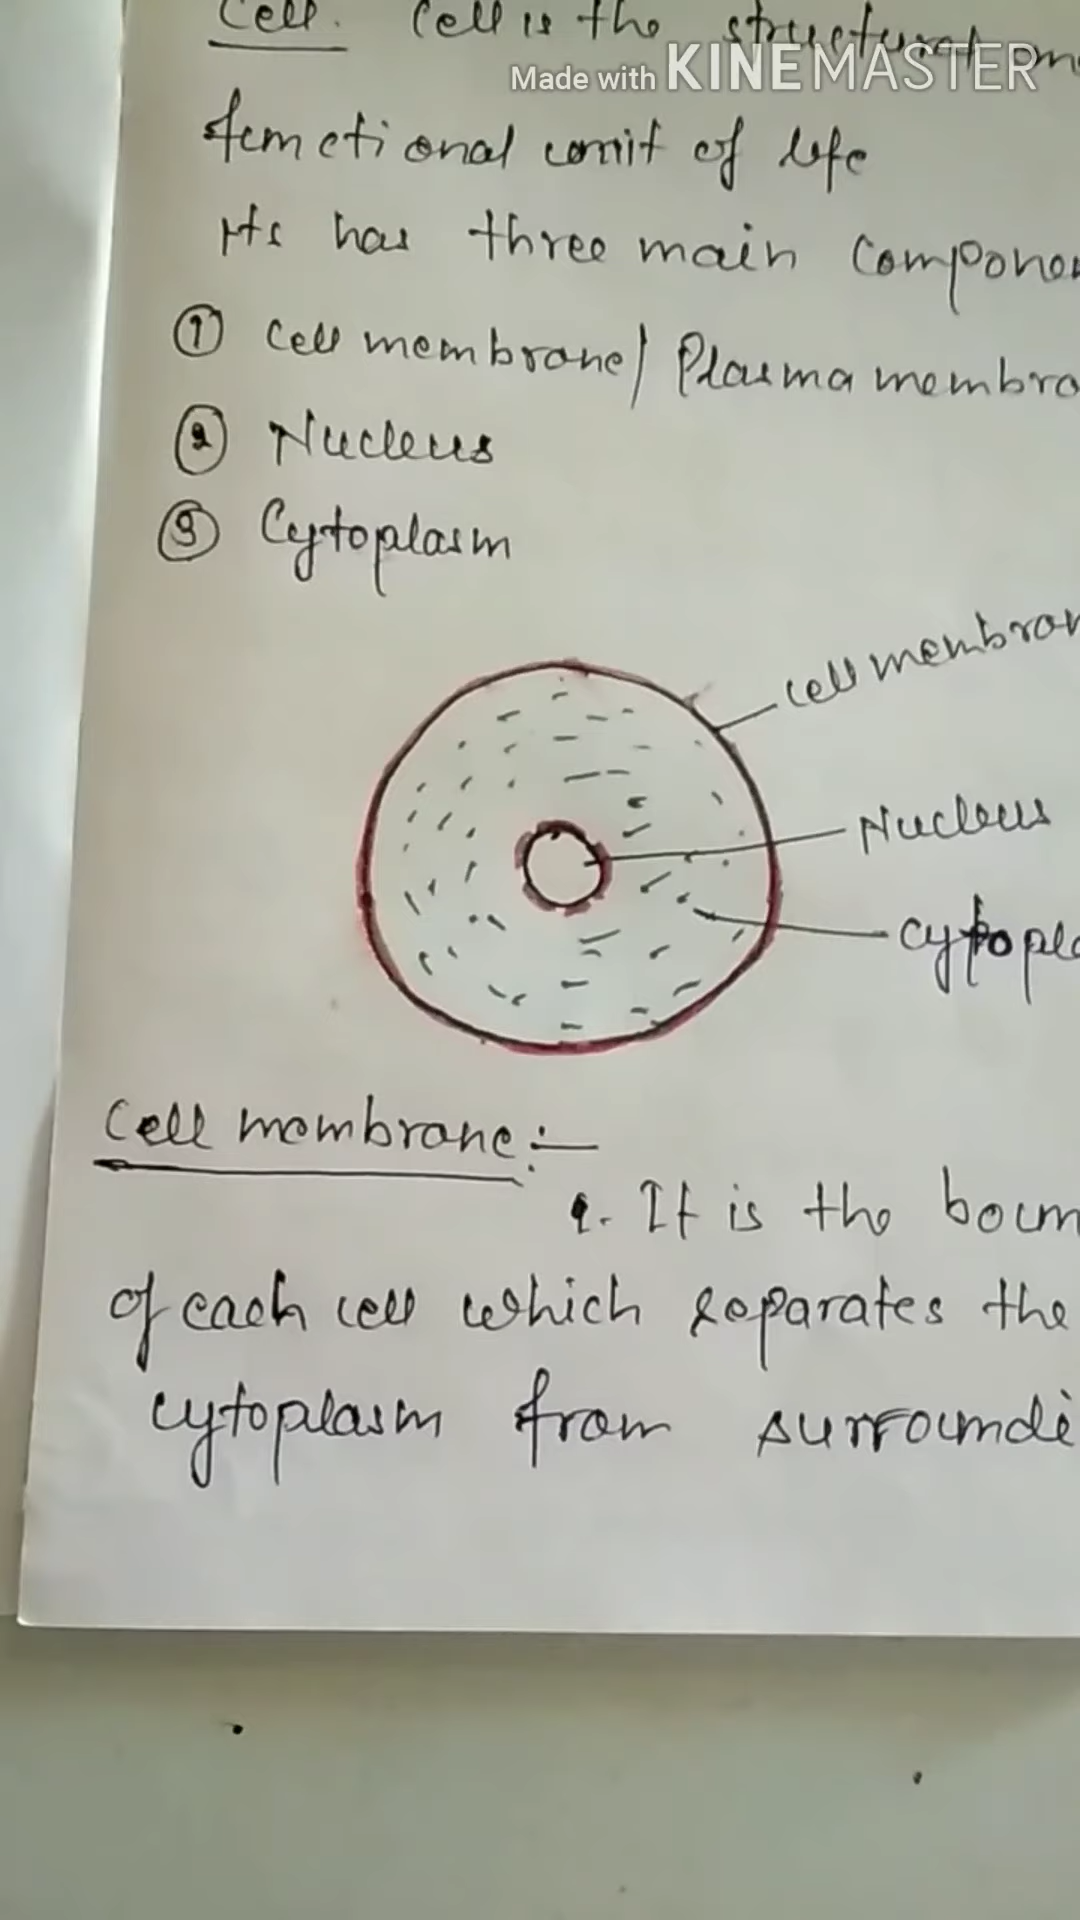 Cell. Cell is the structural an
Made with KINEMASTER
functional unit of life
Its has three main Componen
① Cell membrane/ Plasma membra
② Nucleus
③ Cytoplasm
cell membran
Nucleus
Cytopla
Cell membrane:-
1. It is the boun
of each cell which separates the
cytoplasm from surroundi